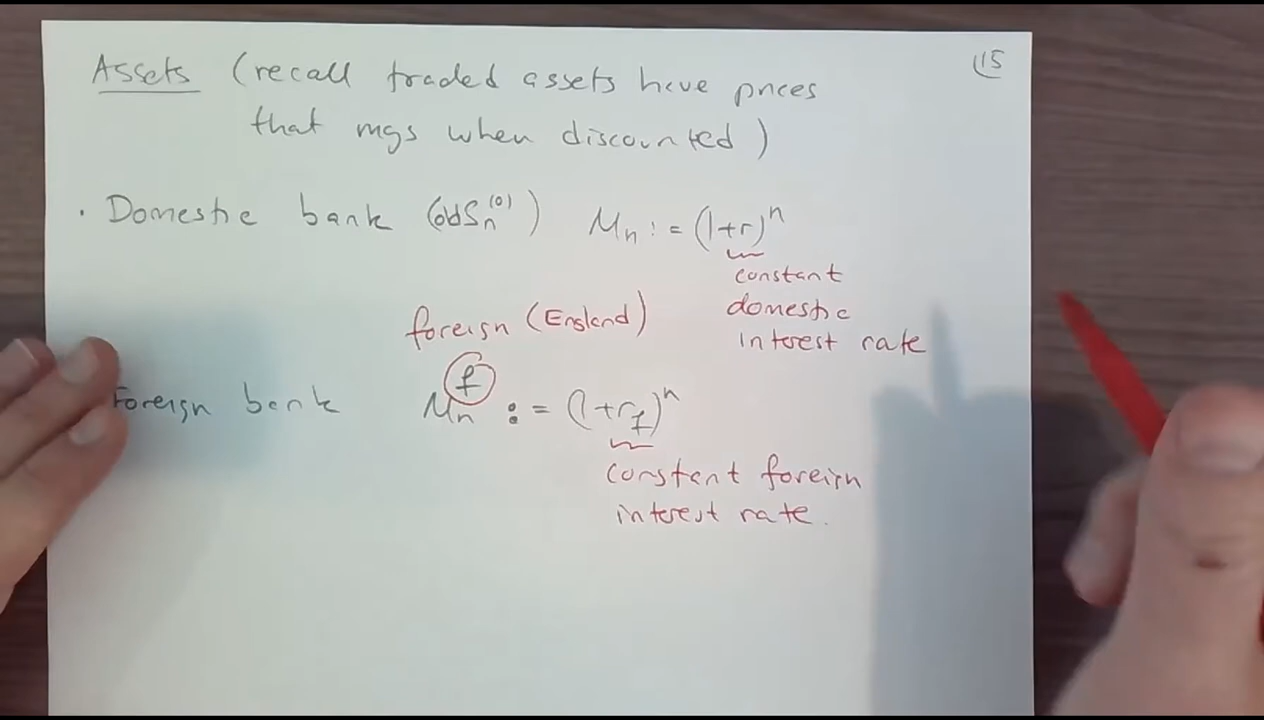 Assets (recall traded assets have prices
that mgs when discounted)
(15
· Domestic bank (old S_n^{(0)}) M_n := (1+r)^n
constant
domestic
interest rate
foreign (England)
Foreign bank M_n^f := (1+r_f)^n
constant foreign
interest rate.